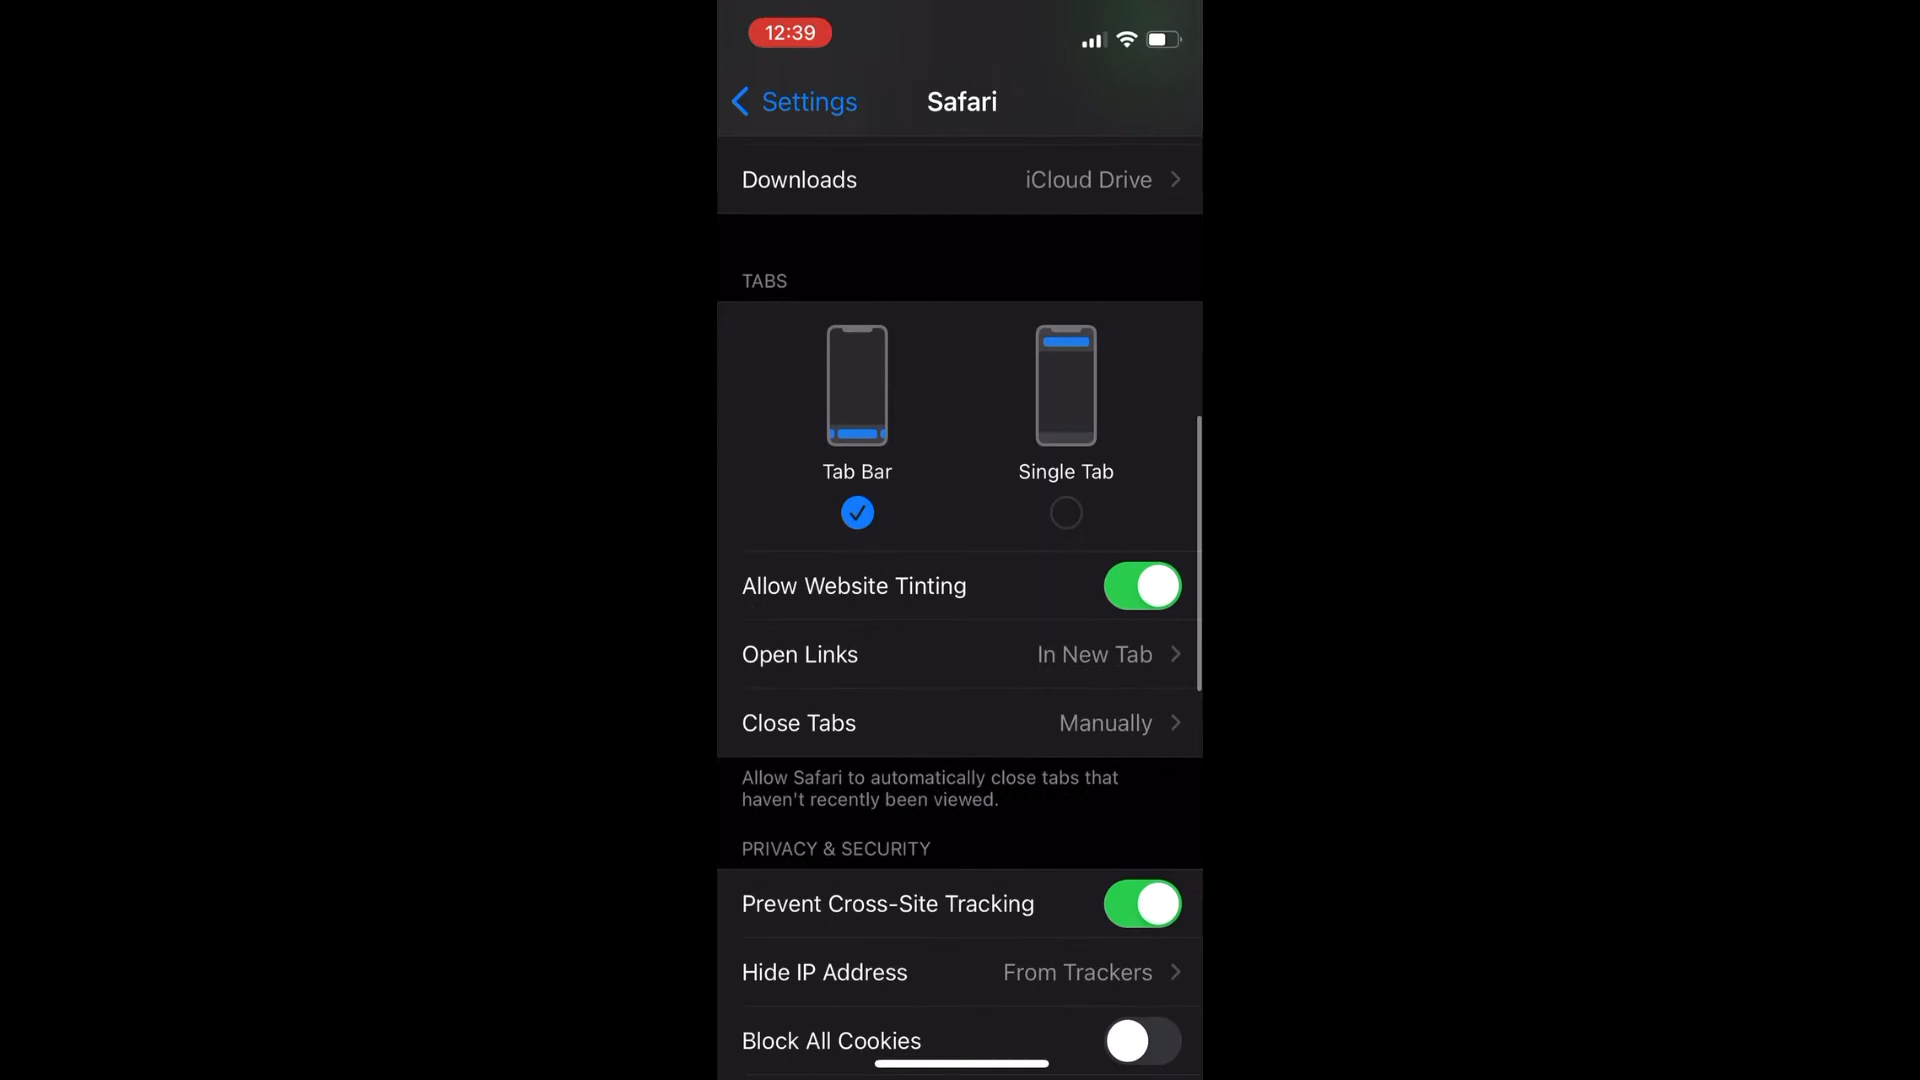 12:39
Settings
Safari
Downloads
iCloud Drive
TABS
Tab Bar
Single Tab
Allow Website Tinting
Open Links
In New Tab
Close Tabs
Manually
Allow Safari to automatically close tabs that
haven't recently been viewed.
PRIVACY & SECURITY
Prevent Cross-Site Tracking
Hide IP Address
From Trackers
Block All Cookies